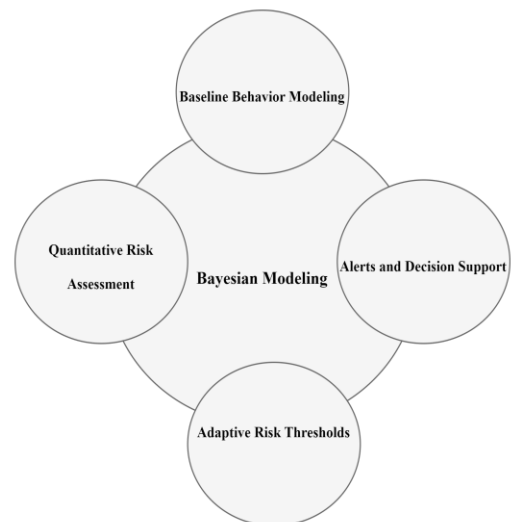 Baseline Behavior Modeling
Quantitative Risk
Assessment
Bayesian Modeling
Alerts and Decision Support
Adaptive Risk Thresholds